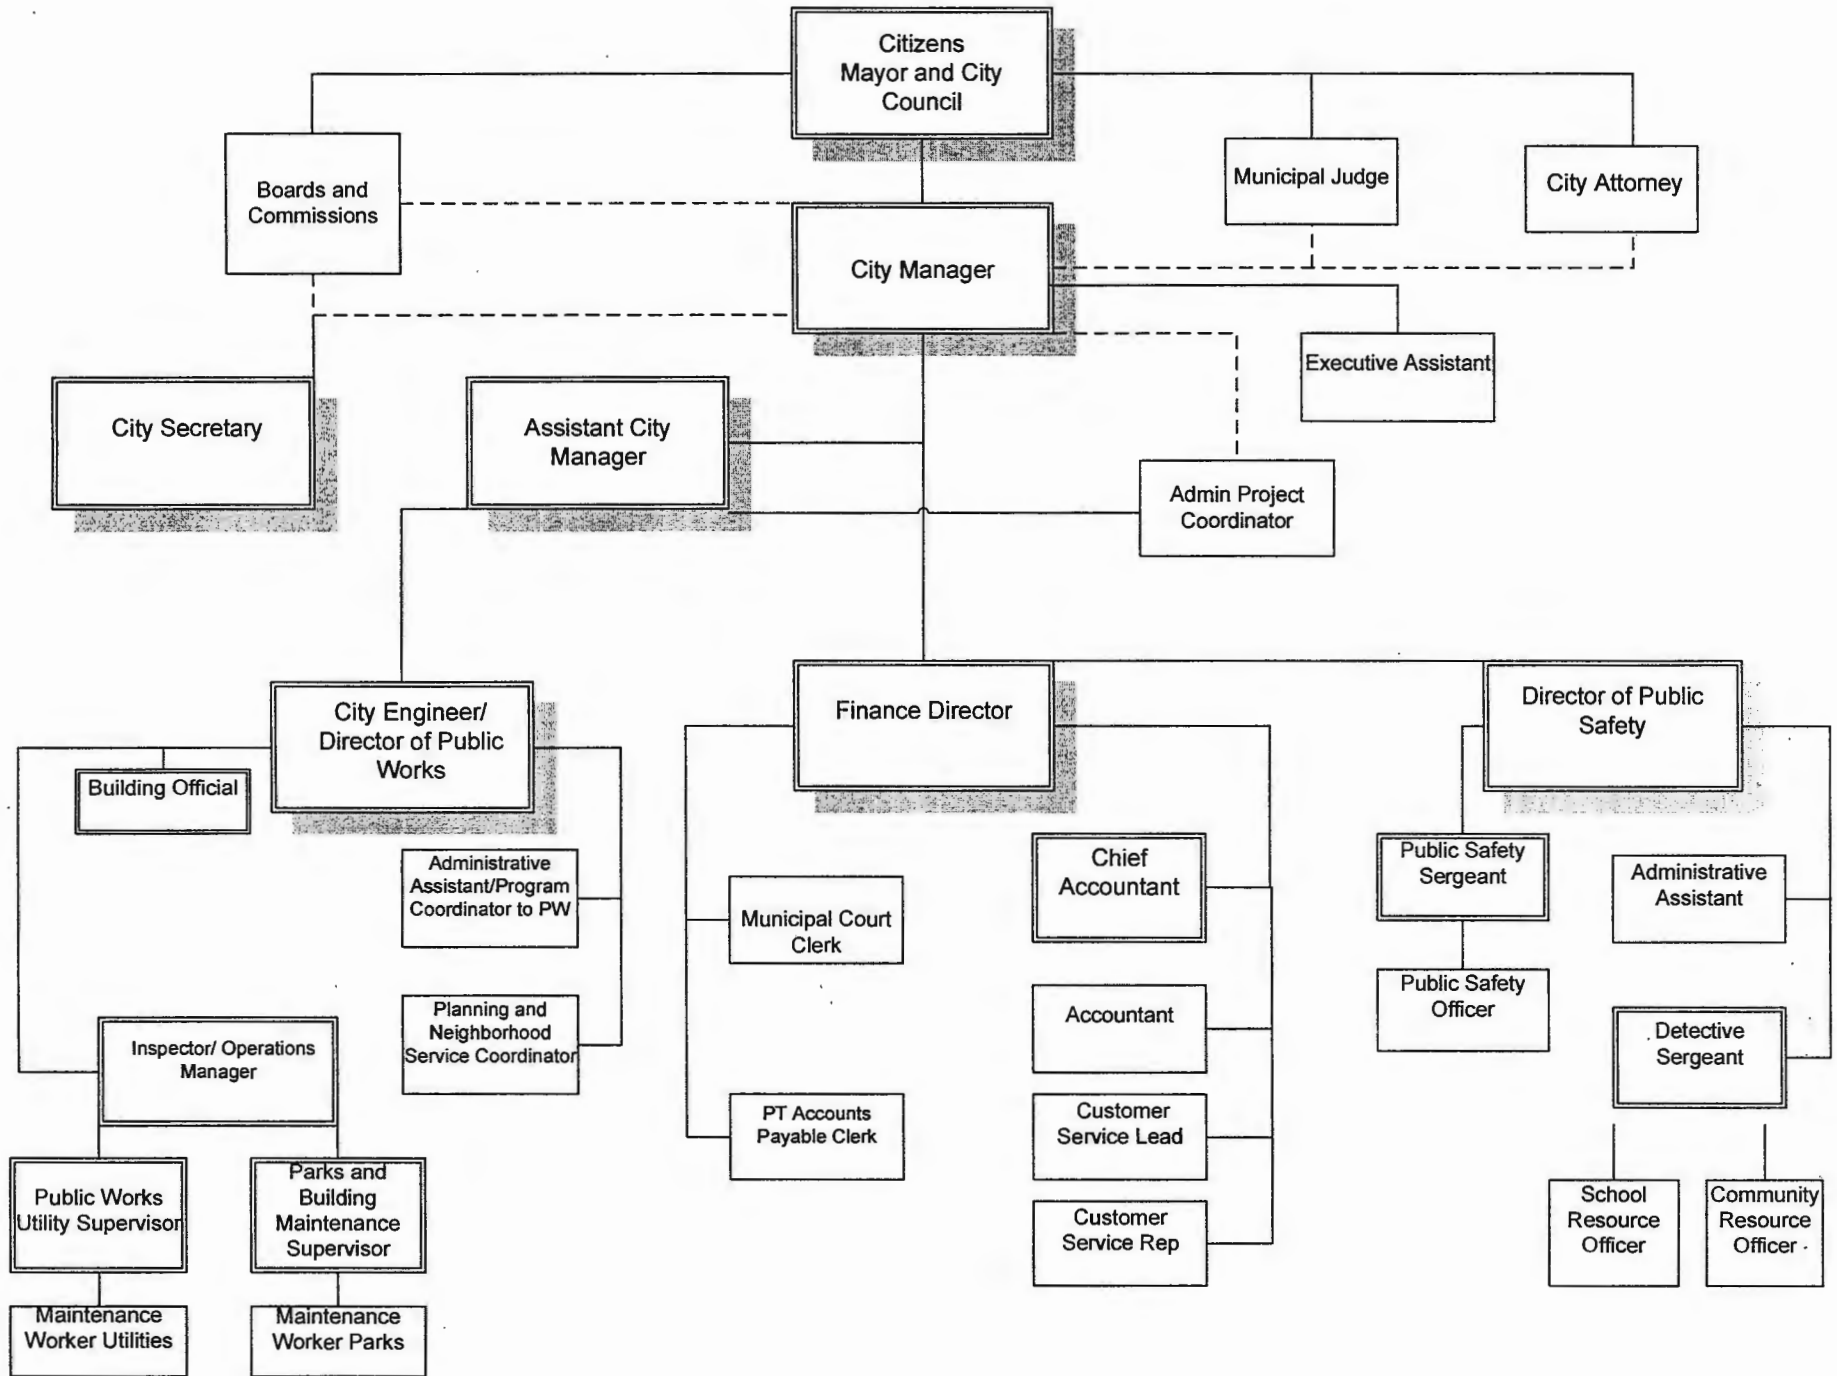 Citizens
Mayor and City
Council
Boards and
Commissions
Municipal Judge
City Attorney
City Manager
Executive Assistant
City Secretary
Assistant City
Manager
Admin Project
Coordinator
City Engineer/
Director of Public
Works
Finance Director
Director of Public
Safety
Building Official
Administrative
Assistant/Program
Coordinator to PW
Planning and
Neighborhood
Service Coordinator
Inspector/ Operations
Manager
Public Works
Utility Supervisor
Parks and
Building
Maintenance
Supervisor
Maintenance
Worker Utilities
Maintenance
Worker Parks
Municipal Court
Clerk
PT Accounts
Payable Clerk
Chief
Accountant
Accountant
Customer
Service Lead
Customer
Service Rep
Public Safety
Sergeant
Public Safety
Officer
Administrative
Assistant
Detective
Sergeant
School
Resource
Officer
Community
Resource
Officer